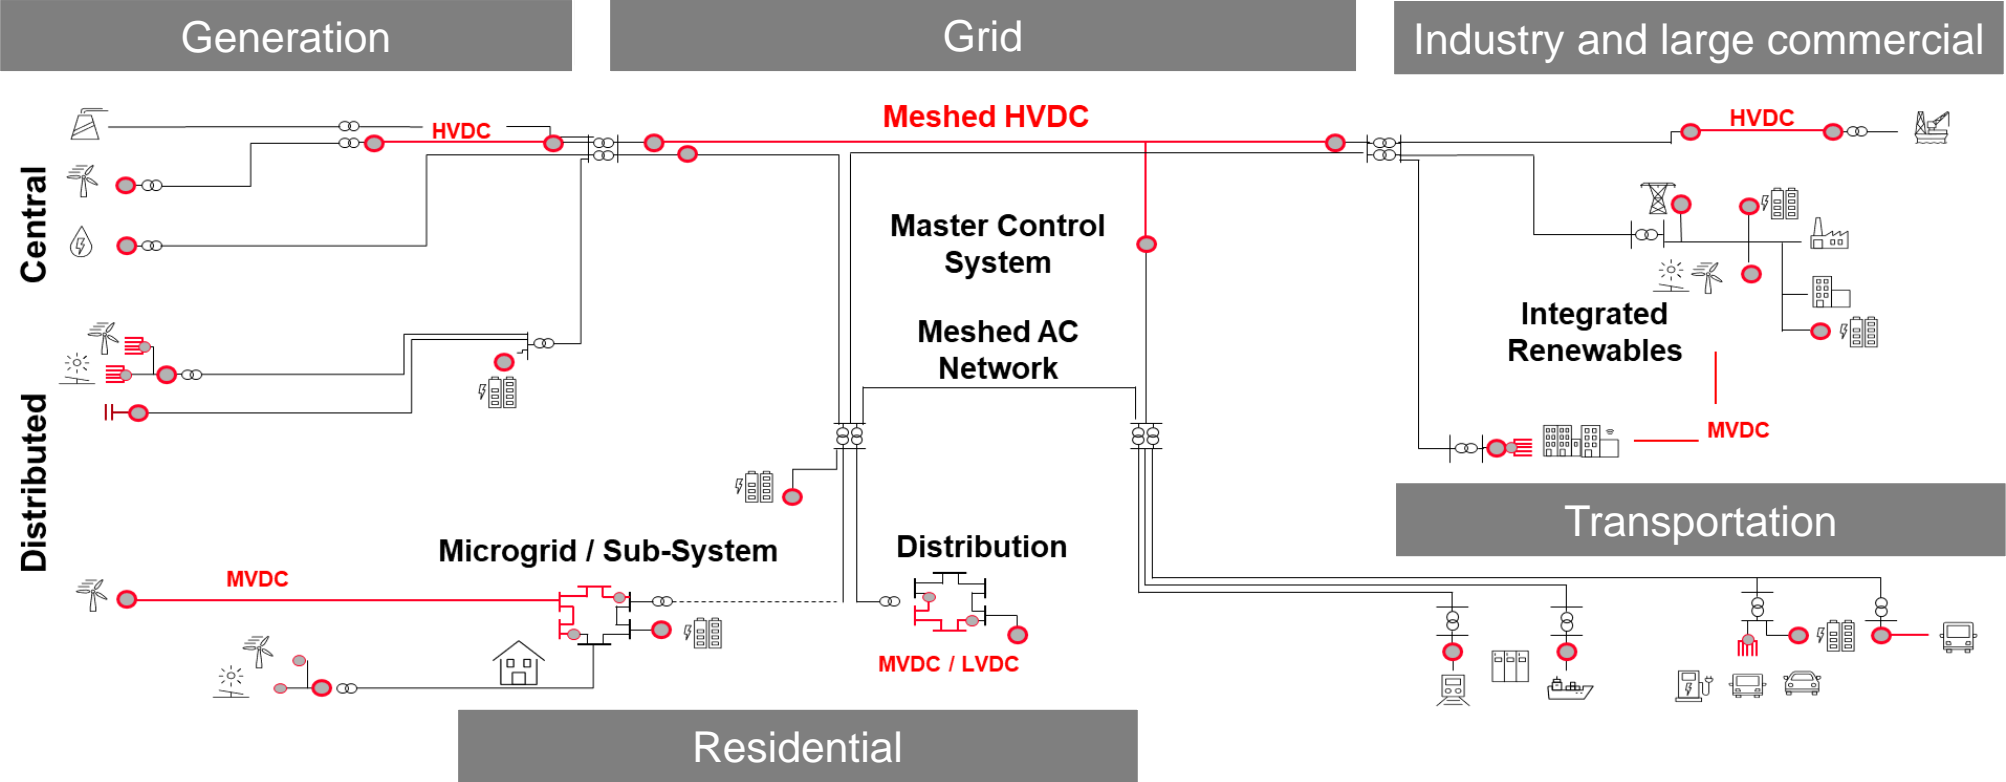 Generation
Grid
Industry and large commercial
HVDC
Meshed HVDC
HVDC
Central
Master Control
System
Meshed AC
Network
Integrated
Renewables
MVDC
Distributed
Microgrid / Sub-System
Distribution
Transportation
MVDC
MVDC / LVDC
Residential